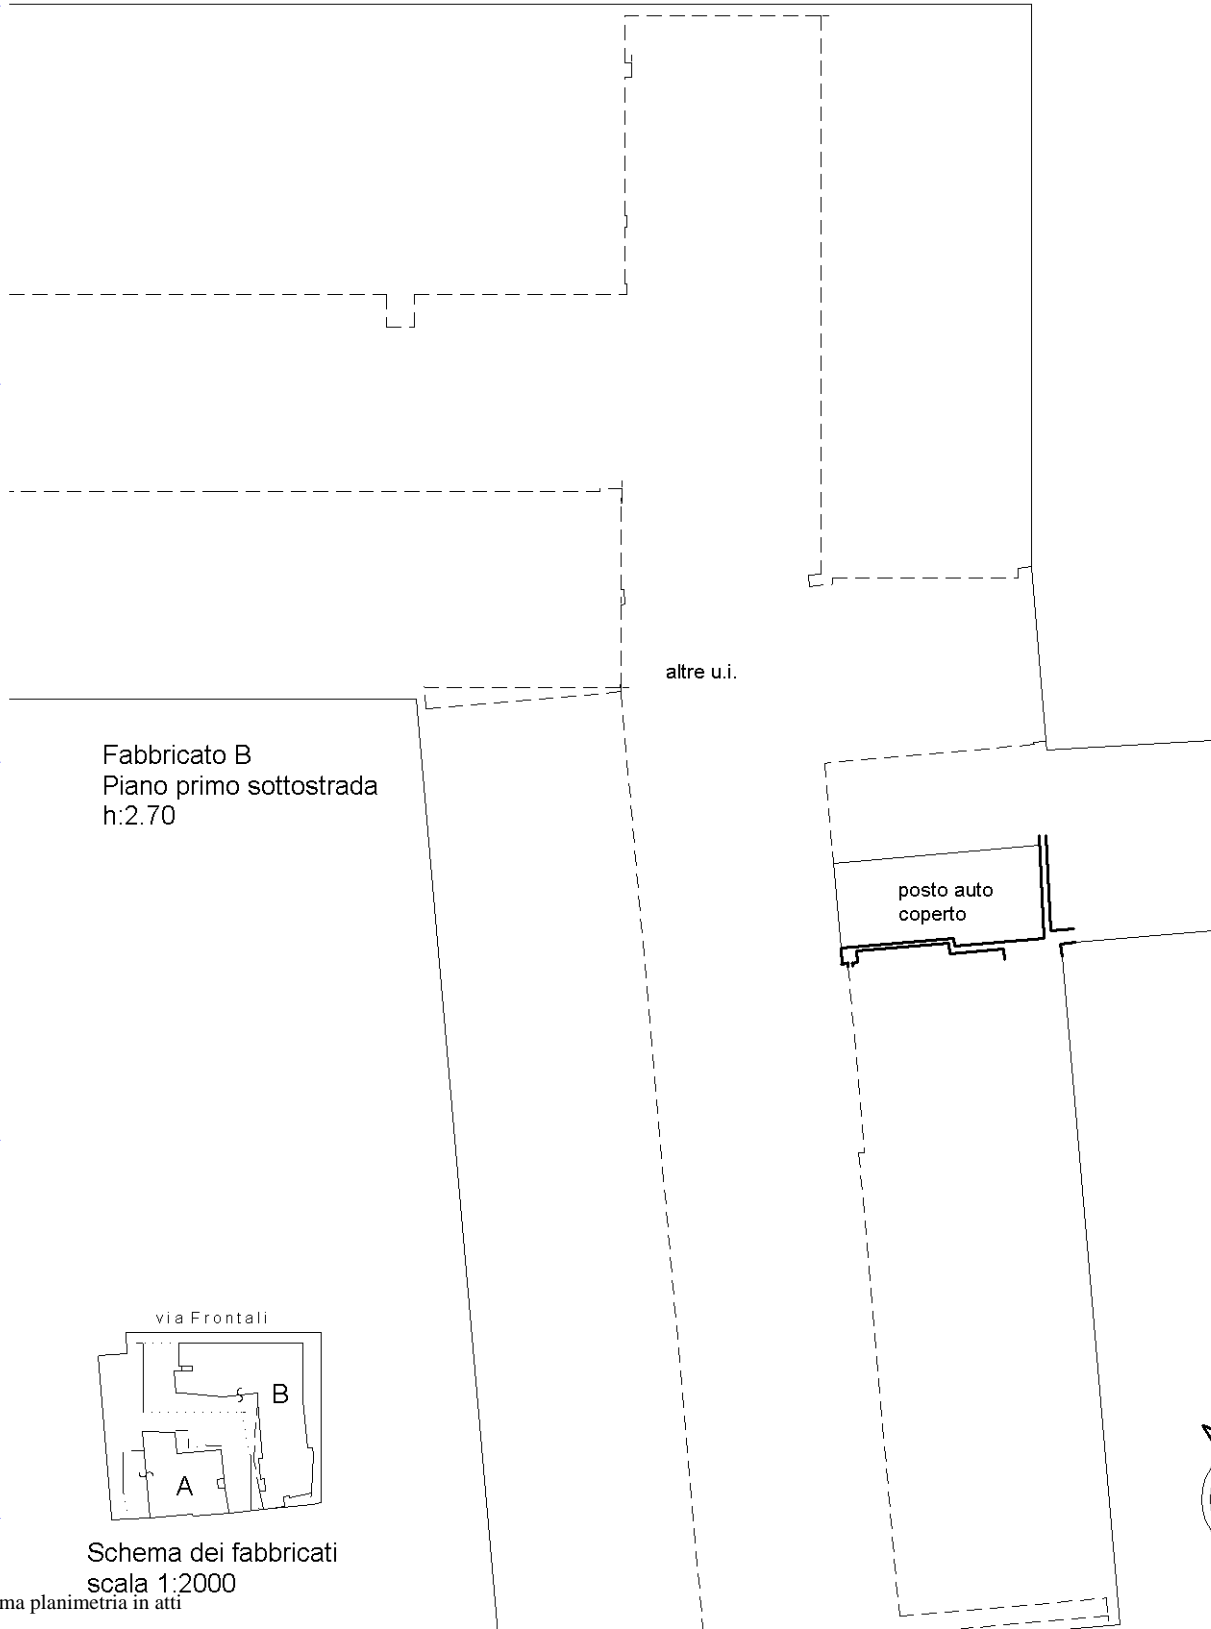 altre u.i.
Fabbricato B
Piano primo sottostrada
h:2.70
posto auto
coperto
via Frontali
B
A
Schema dei fabbricati
scala 1:2000
ma planimetria in atti